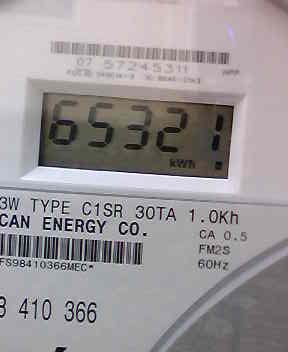 07 57245311
65321
kWh
3W TYPE C1SR 30TA 1.0Kh
CAN ENERGY CO.
CA 0.5
FM2S
FS98410366MEC*
60Hz
8 410 366